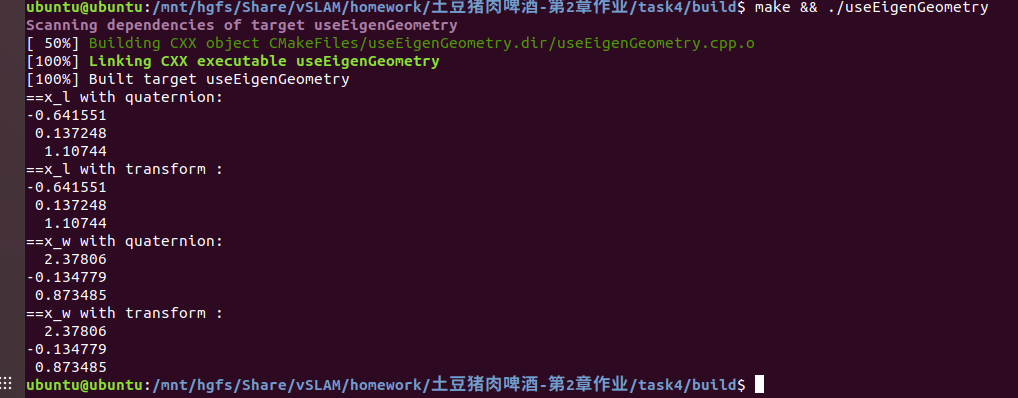 ubuntu@ubuntu:/mnt/hgfs/Share/vSLAM/homework/土豆猪肉啤酒-第2章作业/task4/build$ make && ./useEigenGeometry
Scanning dependencies of target useEigenGeometry
[ 50%] Building CXX object CMakeFiles/useEigenGeometry.dir/useEigenGeometry.cpp.o
[100%] Linking CXX executable useEigenGeometry
[100%] Built target useEigenGeometry
==x_l with quaternion:
-0.641551
 0.137248
  1.10744
==x_l with transform :
-0.641551
 0.137248
  1.10744
==x_w with quaternion:
  2.37806
-0.134779
 0.873485
==x_w with transform :
  2.37806
-0.134779
 0.873485
ubuntu@ubuntu:/mnt/hgfs/Share/vSLAM/homework/土豆猪肉啤酒-第2章作业/task4/build$